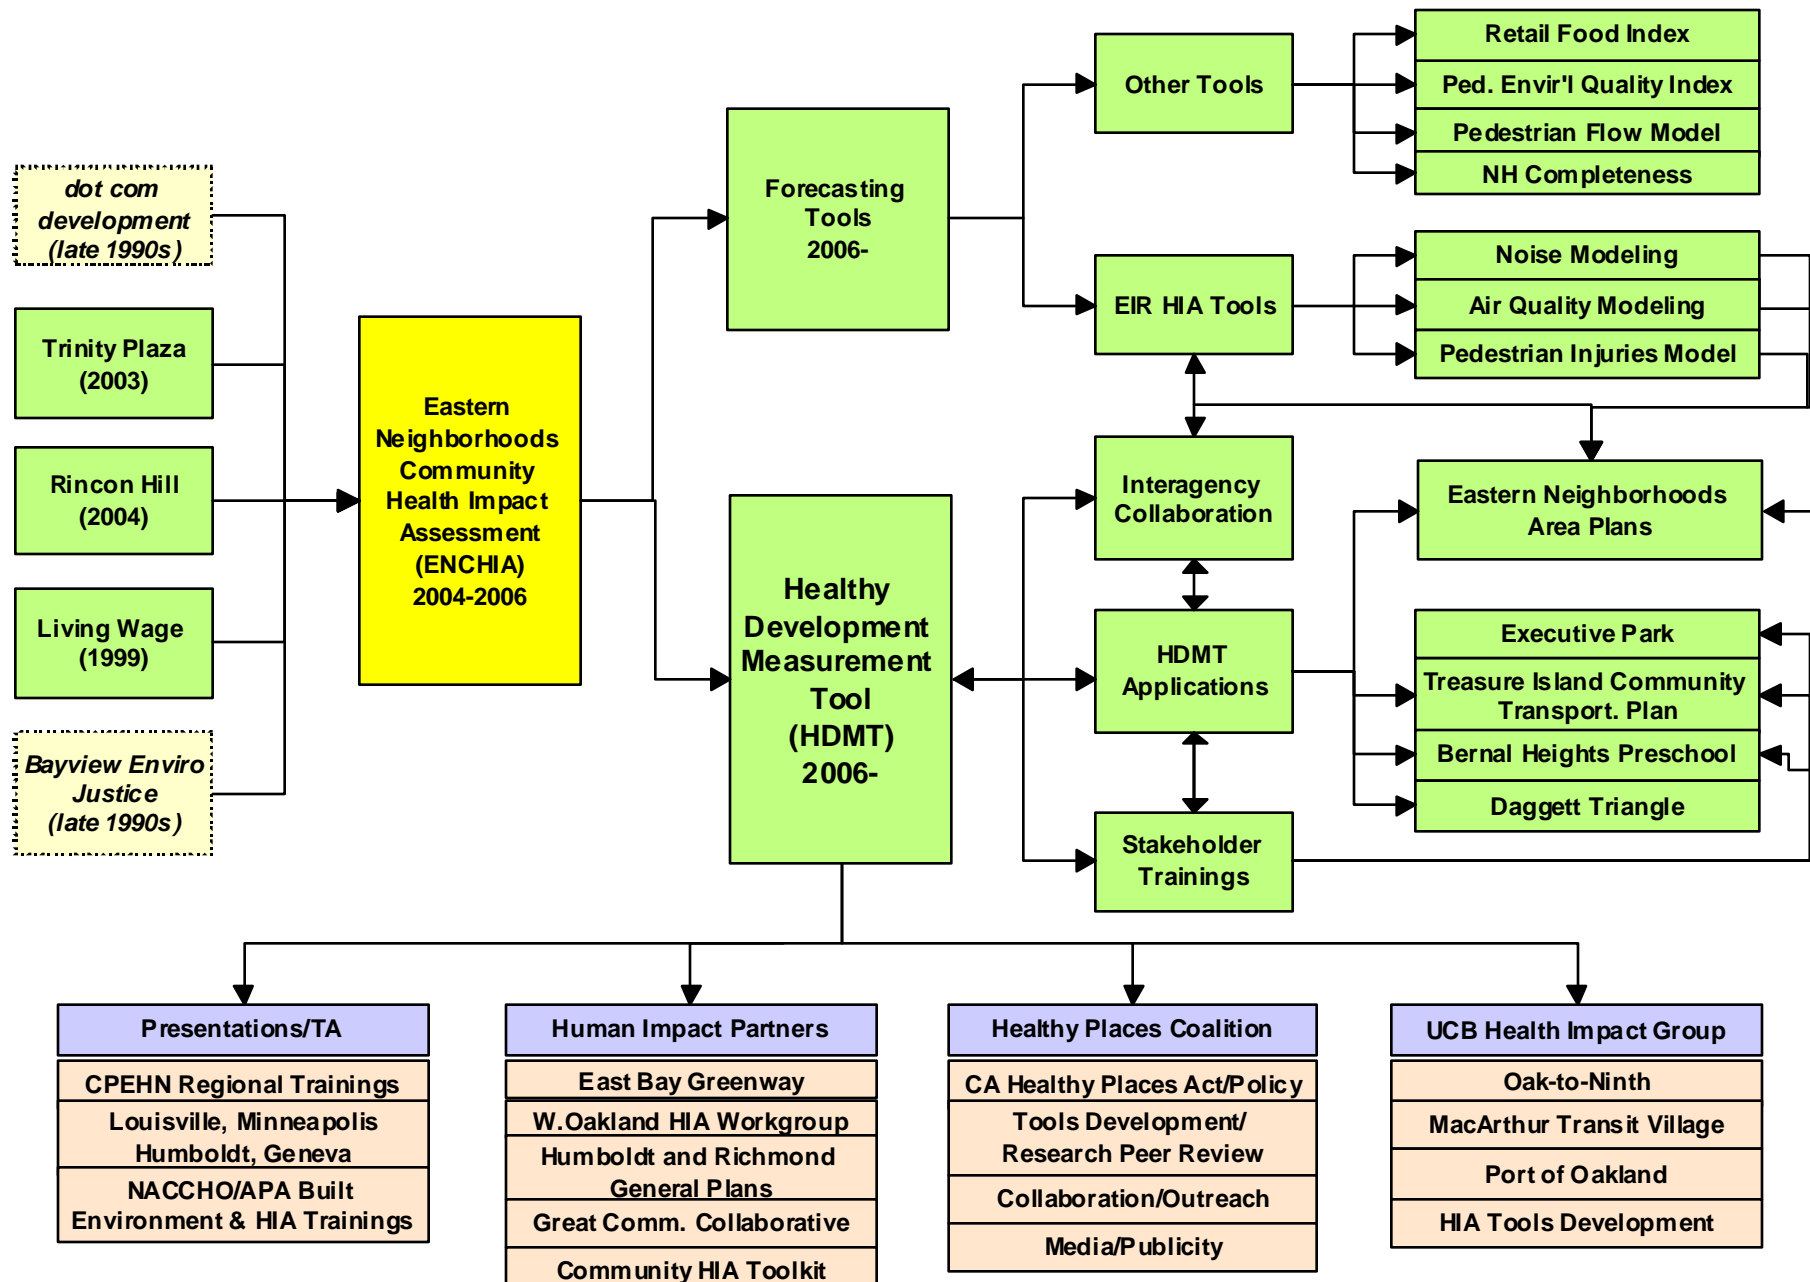 dot com
development
(late 1990s)
Trinity Plaza
(2003)
Rincon Hill
(2004)
Living Wage
(1999)
Bayview Enviro
Justice
(late 1990s)
Eastern
Neighborhoods
Community
Health Impact
Assessment
(ENCHIA)
2004-2006
Forecasting
Tools
2006-
Healthy
Development
Measurement
Tool
(HDMT)
2006-
Other Tools
EIR HIA Tools
Interagency
Collaboration
HDMT
Applications
Stakeholder
Trainings
Retail Food Index
Ped. Envir'l Quality Index
Pedestrian Flow Model
NH Completeness
Noise Modeling
Air Quality Modeling
Pedestrian Injuries Model
Eastern Neighborhoods
Area Plans
Executive Park
Treasure Island Community
Transport. Plan
Bernal Heights Preschool
Daggett Triangle
Presentations/TA
CPEHN Regional Trainings
Louisville, Minneapolis
Humboldt, Geneva
NACCHO/APA Built
Environment & HIA Trainings
Human Impact Partners
East Bay Greenway
W.Oakland HIA Workgroup
Humboldt and Richmond
General Plans
Great Comm. Collaborative
Community HIA Toolkit
Healthy Places Coalition
CA Healthy Places Act/Policy
Tools Development/
Research Peer Review
Collaboration/Outreach
Media/Publicity
UCB Health Impact Group
Oak-to-Ninth
MacArthur Transit Village
Port of Oakland
HIA Tools Development